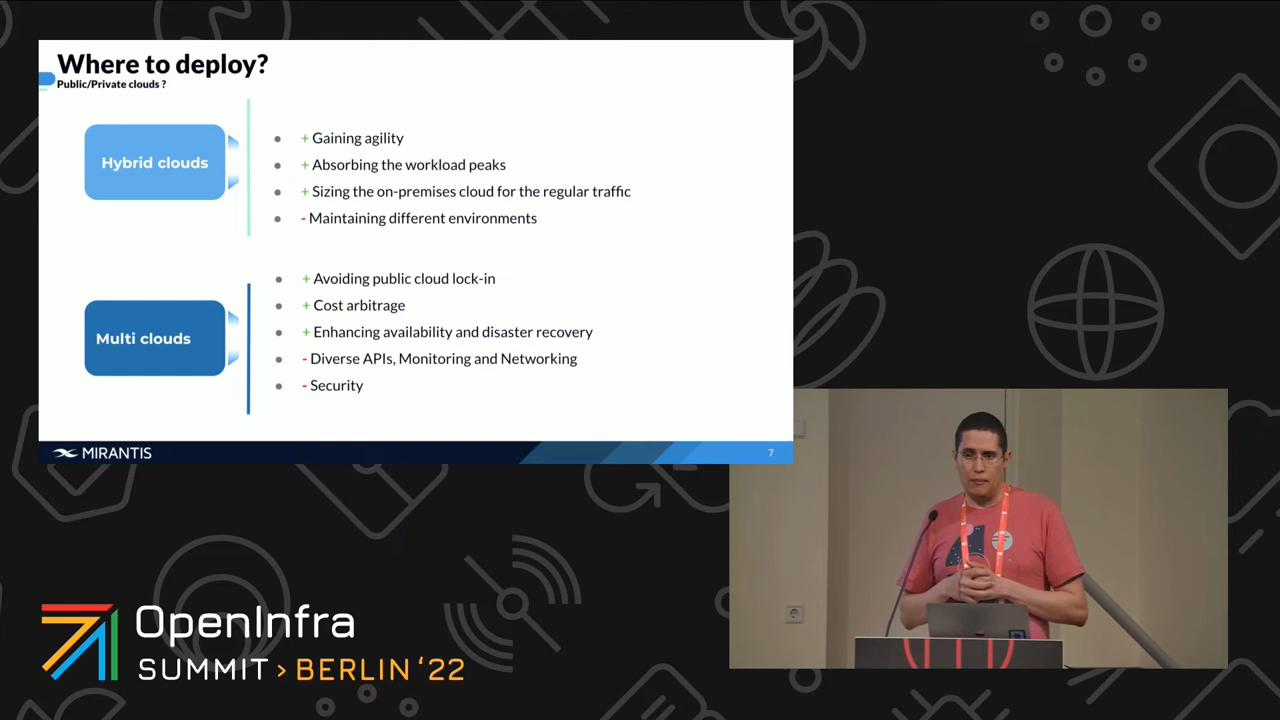 Where to deploy?
Public/Private clouds ?
Hybrid clouds
+ Gaining agility
+ Absorbing the workload peaks
+ Sizing the on-premises cloud for the regular traffic
- Maintaining different environments
Multi clouds
+ Avoiding public cloud lock-in
+ Cost arbitrage
+ Enhancing availability and disaster recovery
- Diverse APIs, Monitoring and Networking
- Security
MIRANTIS
7
OpenInfra
SUMMIT > BERLIN ‘22